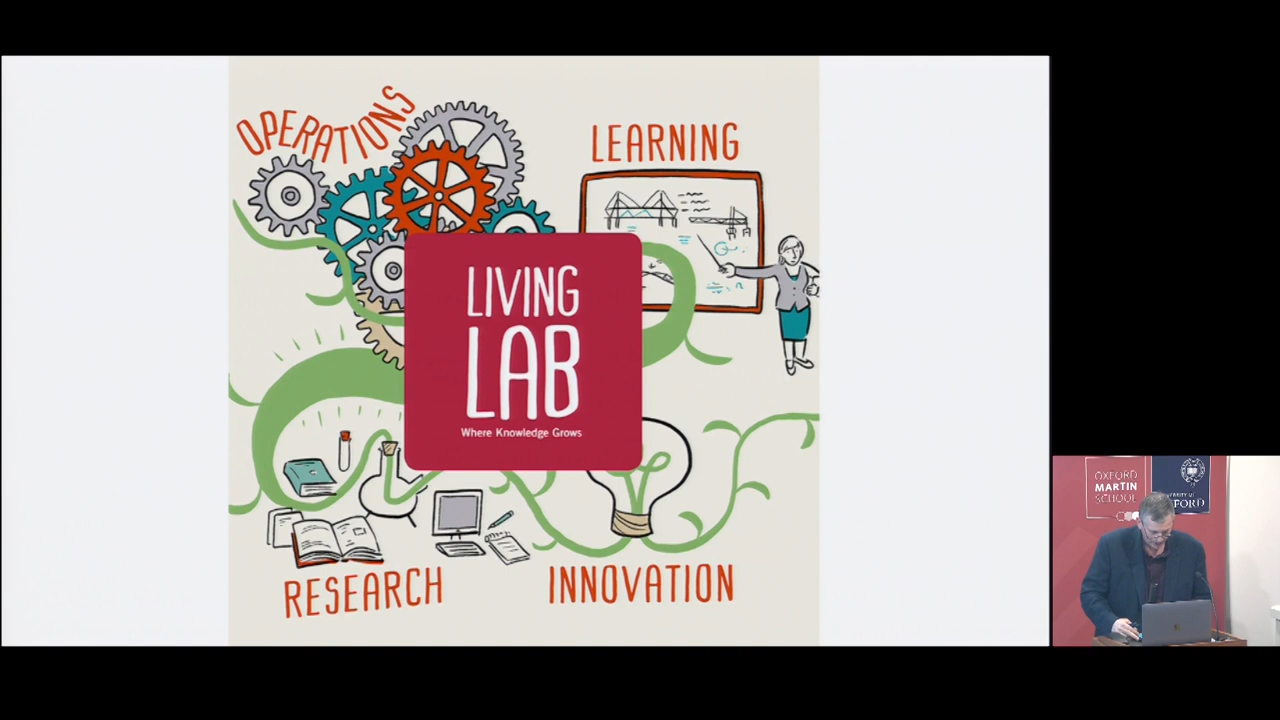 OPERATIONS
LEARNING
LIVING
LAB
Where Knowledge Grows
RESEARCH
INNOVATION
OXFORD
MARTIN
SCHOOL